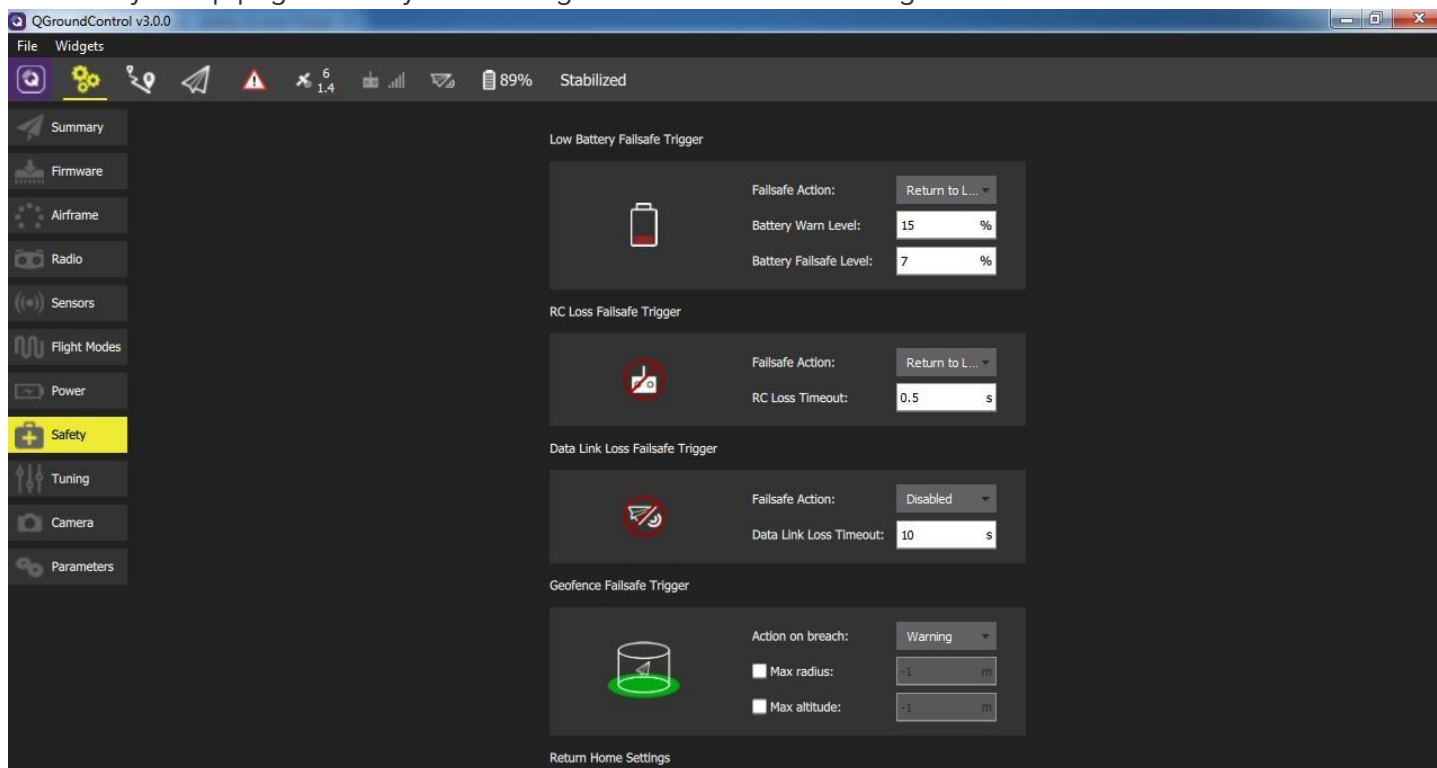 QGroundControl v3.0.0
File Widgets
6
1.4
89%
Stabilized
Summary
Firmware
Airframe
Radio
Sensors
Flight Modes
Power
Safety
Tuning
Camera
Parameters
Low Battery Failsafe Trigger
Failsafe Action: Return to L...
Battery Warn Level: 15 %
Battery Failsafe Level: 7 %
RC Loss Failsafe Trigger
Failsafe Action: Return to L...
RC Loss Timeout: 0.5 s
Data Link Loss Failsafe Trigger
Failsafe Action: Disabled
Data Link Loss Timeout: 10 s
Geofence Failsafe Trigger
Action on breach: Warning
Max radius: -1 m
Max altitude: -1 m
Return Home Settings